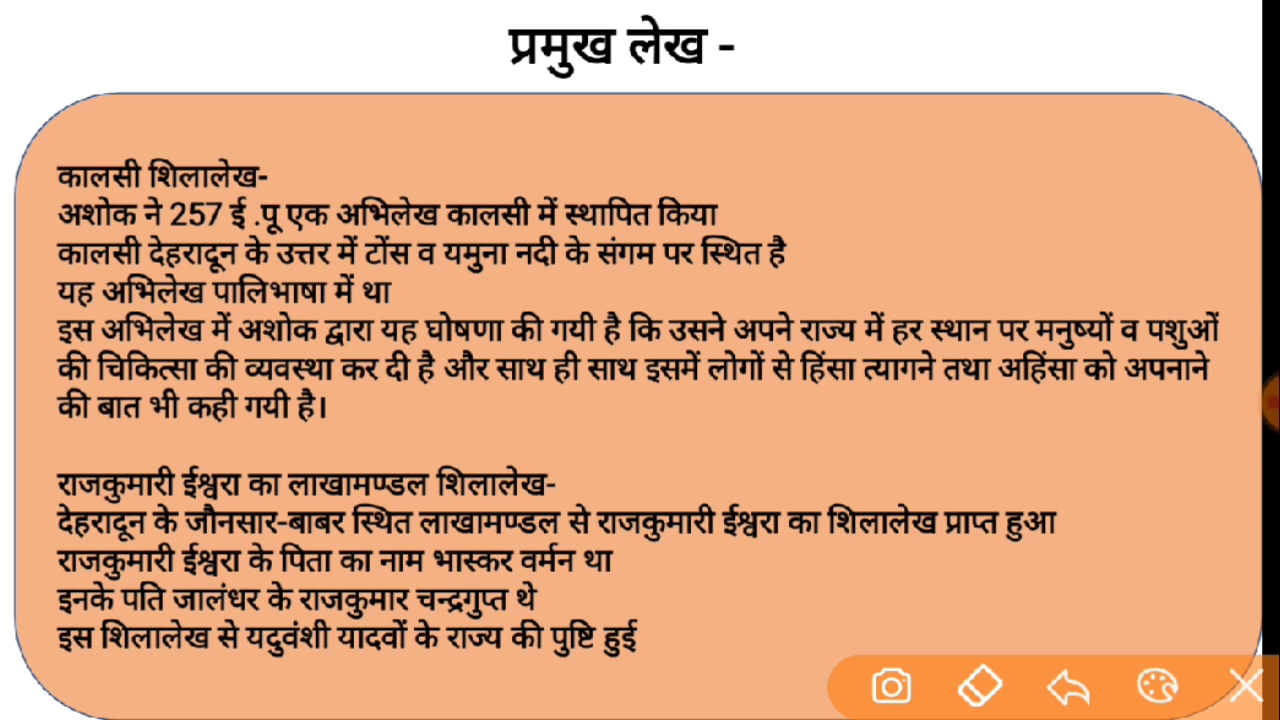 प्रमुख लेख -
कालसी शिलालेख-
अशोक ने 257 ई .पू एक अभिलेख कालसी में स्थापित किया
कालसी देहरादून के उत्तर में टोंस व यमुना नदी के संगम पर स्थित है
यह अभिलेख पालिभाषा में था
इस अभिलेख में अशोक द्वारा यह घोषणा की गयी है कि उसने अपने राज्य में हर स्थान पर मनुष्यों व पशुओं
की चिकित्सा की व्यवस्था कर दी है और साथ ही साथ इसमें लोगों से हिंसा त्यागने तथा अहिंसा को अपनाने
की बात भी कही गयी है।
राजकुमारी ईश्वरा का लाखामण्डल शिलालेख-
देहरादून के जौनसार-बाबर स्थित लाखामण्डल से राजकुमारी ईश्वरा का शिलालेख प्राप्त हुआ
राजकुमारी ईश्वरा के पिता का नाम भास्कर वर्मन था
इनके पति जालंधर के राजकुमार चन्द्रगुप्त थे
इस शिलालेख से यदुवंशी यादवों के राज्य की पुष्टि हुई